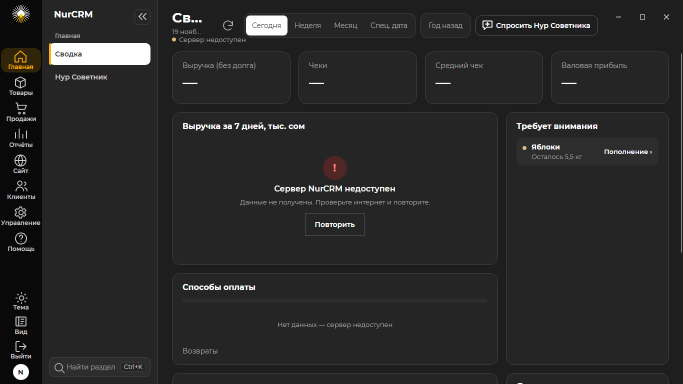 NurCRM
Главная
Сводка
Нур Советник
Найти раздел
Ctrl+K
Главная
Товары
Продажи
Отчёты
Сайт
Клиенты
Управление
Помощь
Тема
Вид
Выйти
N
Св...
19 нояб...
Сервер недоступен
Сегодня
Неделя
Месяц
Спец. дата
Год назад
Спросить Нур Советника
Выручка (без долга)
—
Чеки
—
Средний чек
—
Валовая прибыль
—
Выручка за 7 дней, тыс. сом
!
Сервер NurCRM недоступен
Данные не получены. Проверьте интернет и повторите.
Повторить
Требует внимания
Яблоки
Осталось 5,5 кг
Пополнение ›
Способы оплаты
Нет данных — сервер недоступен
Возвраты